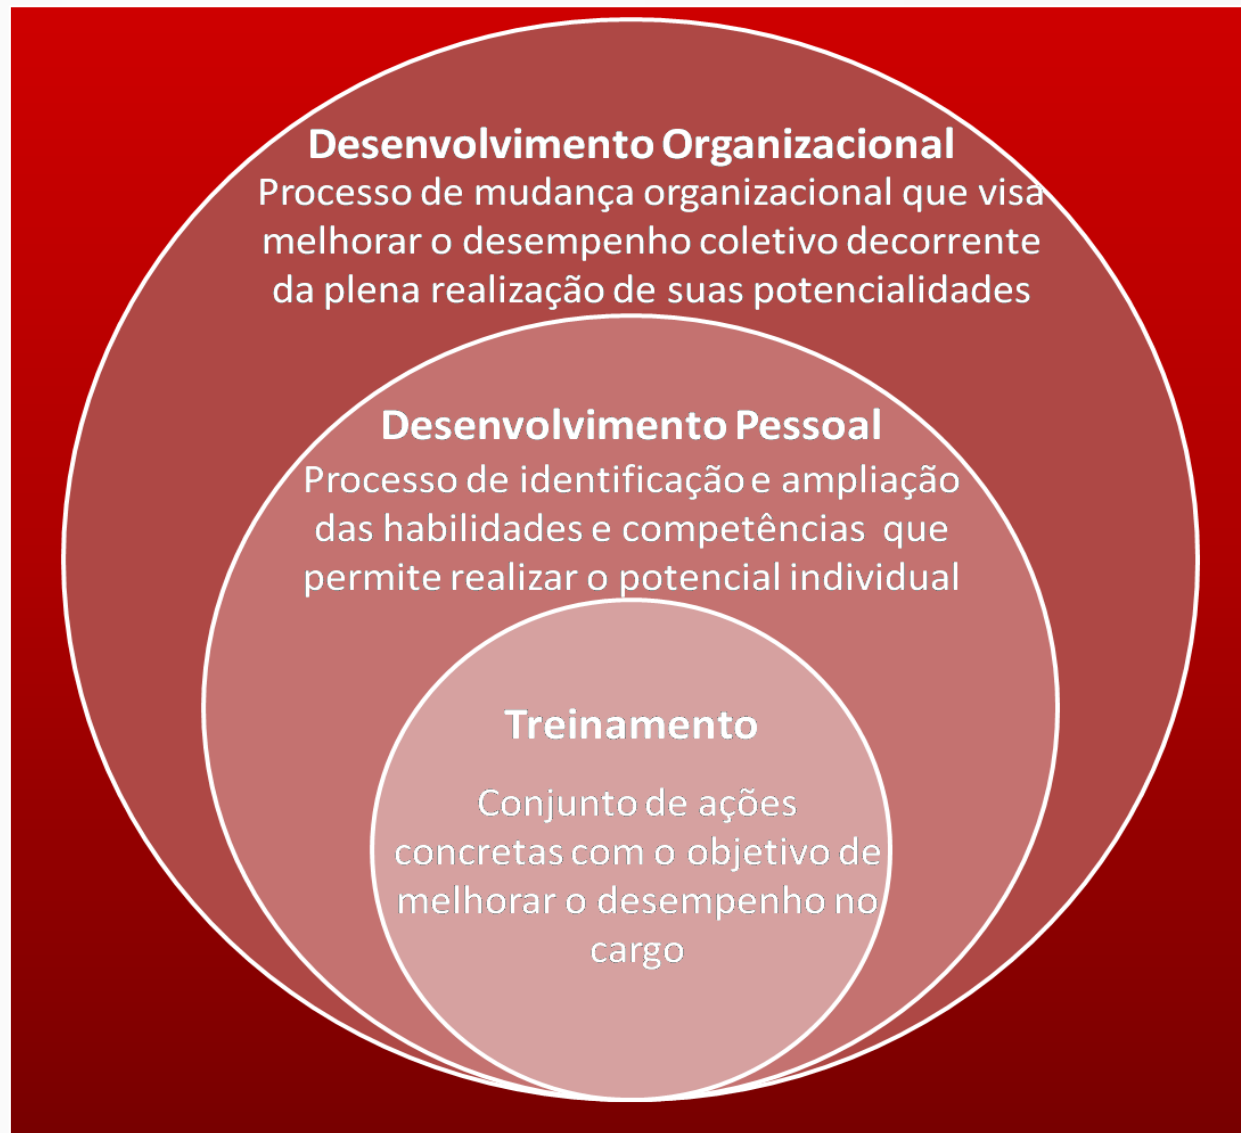 Desenvolvimento Organizacional
Processo de mudança organizacional que visa
melhorar o desempenho coletivo decorrente
da plena realização de suas potencialidades
Desenvolvimento Pessoal
Processo de identificação e ampliação
das habilidades e competências que
permite realizar o potencial individual
Treinamento
Conjunto de ações
concretas com o objetivo de
melhorar o desempenho no
cargo